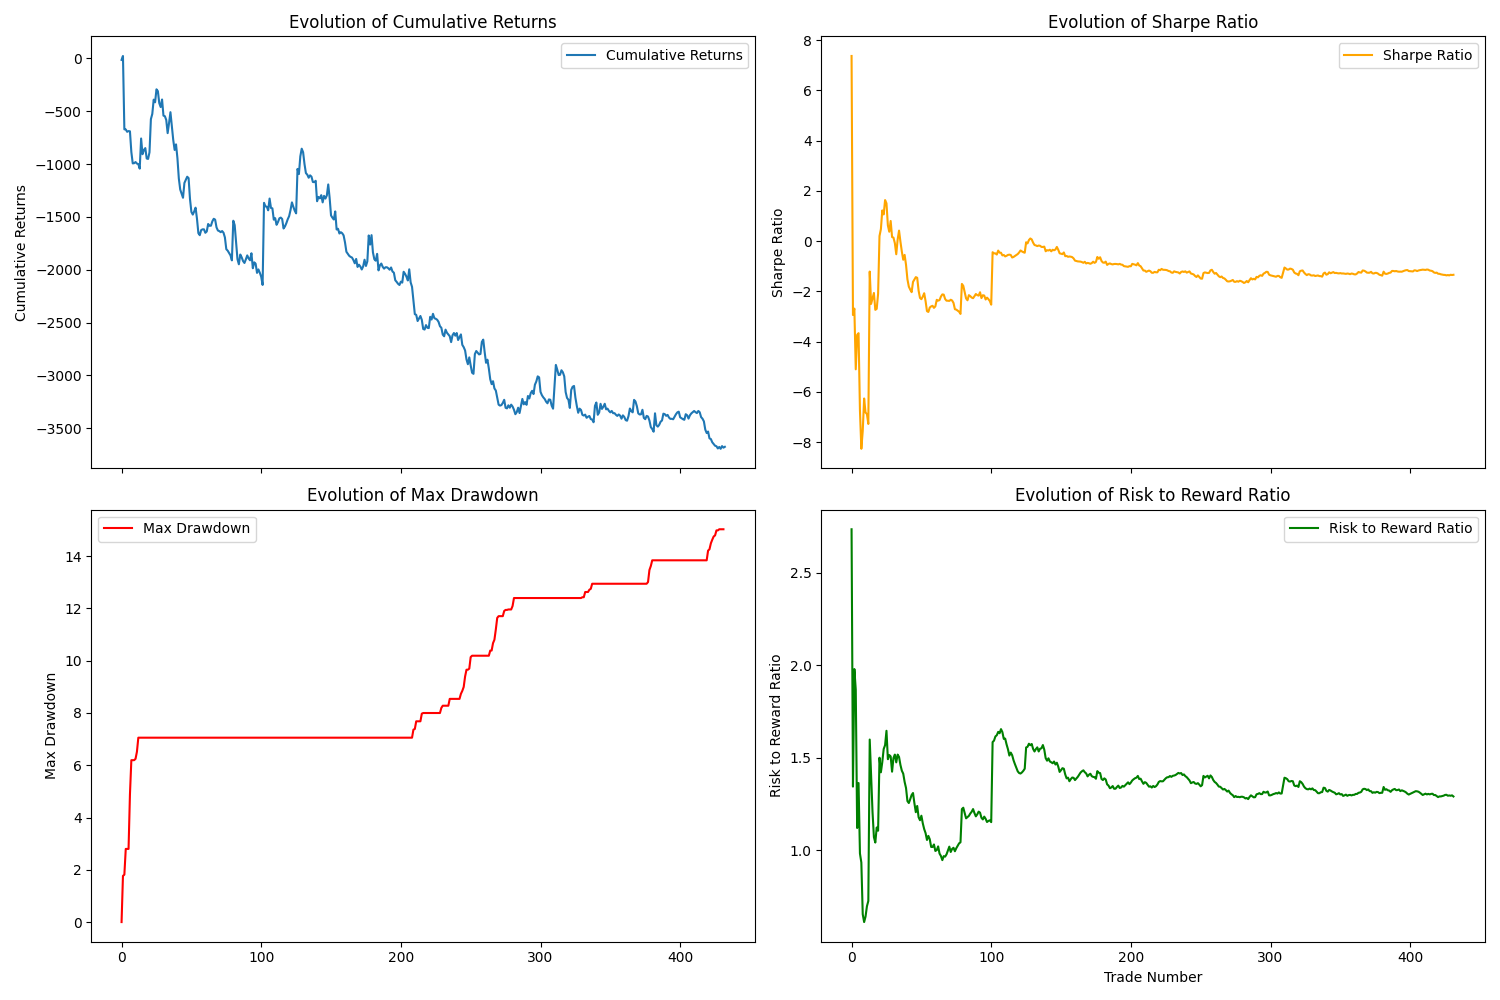 Evolution of Cumulative Returns
Cumulative Returns
0
−500
−1000
−1500
−2000
−2500
−3000
−3500
Cumulative Returns
Evolution of Sharpe Ratio
Sharpe Ratio
8
6
4
2
0
−2
−4
−6
−8
Sharpe Ratio
Evolution of Max Drawdown
Max Drawdown
14
12
10
8
6
4
2
0
Max Drawdown
0 100 200 300 400
Evolution of Risk to Reward Ratio
Risk to Reward Ratio
2.5
2.0
1.5
1.0
Risk to Reward Ratio
0 100 200 300 400
Trade Number